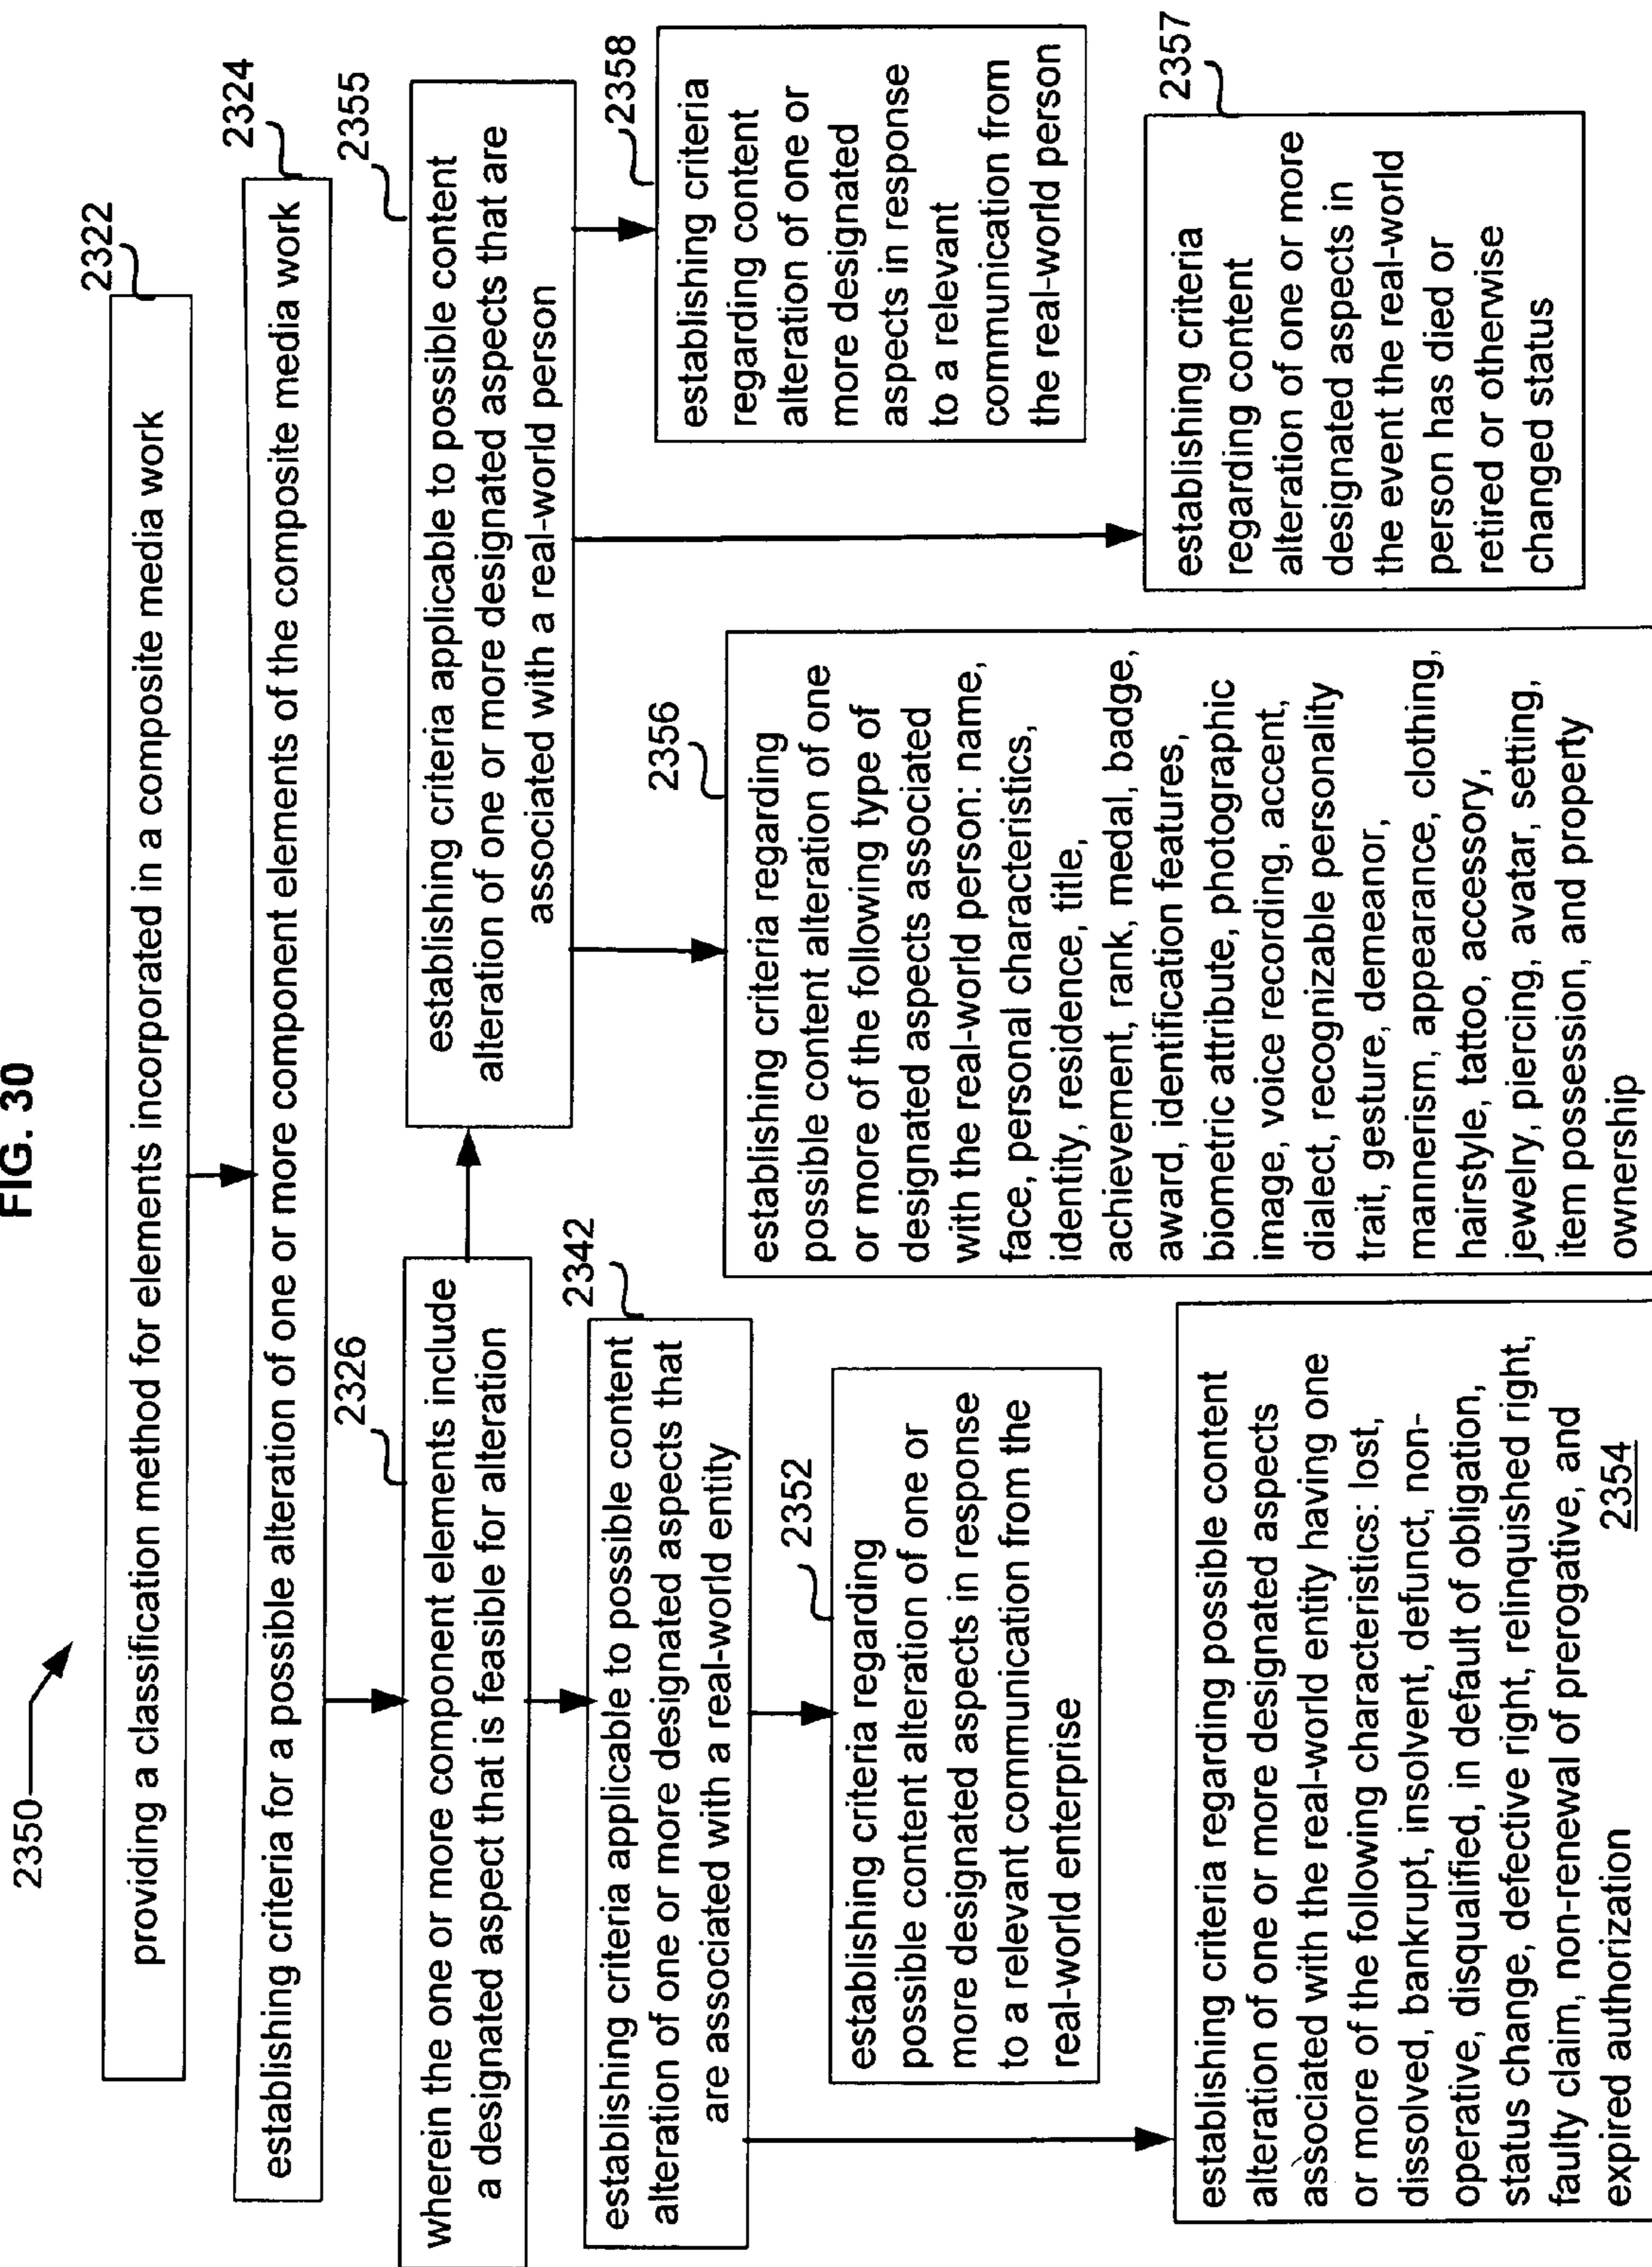 FIG. 30
2350
2322
providing a classification method for elements incorporated in a composite media work
2324
establishing criteria for a possible alteration of one or more component elements of the composite media work
2326
wherein the one or more component elements include
a designated aspect that is feasible for alteration
2355
establishing criteria applicable to possible content
alteration of one or more designated aspects that are
associated with a real-world person
2342
establishing criteria applicable to possible content
alteration of one or more designated aspects that
are associated with a real-world entity
2352
establishing criteria regarding
possible content alteration of one or
more designated aspects in response
to a relevant communication from the
real-world enterprise
establishing criteria regarding possible content
alteration of one or more designated aspects
associated with the real-world entity having one
or more of the following characteristics: lost,
dissolved, bankrupt, insolvent, defunct, non-
operative, disqualified, in default of obligation,
status change, defective right, relinquished right,
faulty claim, non-renewal of prerogative, and
expired authorization
2354
2356
establishing criteria regarding
possible content alteration of one
or more of the following type of
designated aspects associated
with the real-world person: name,
face, personal characteristics,
identity, residence, title,
achievement, rank, medal, badge,
award, identification features,
biometric attribute, photographic
image, voice recording, accent,
dialect, recognizable personality
trait, gesture, demeanor,
mannerism, appearance, clothing,
hairstyle, tattoo, accessory,
jewelry, piercing, avatar, setting,
item possession, and property
ownership
2358
establishing criteria
regarding content
alteration of one or
more designated
aspects in response
to a relevant
communication from
the real-world person
2357
establishing criteria
regarding content
alteration of one or more
designated aspects in
the event the real-world
person has died or
retired or otherwise
changed status